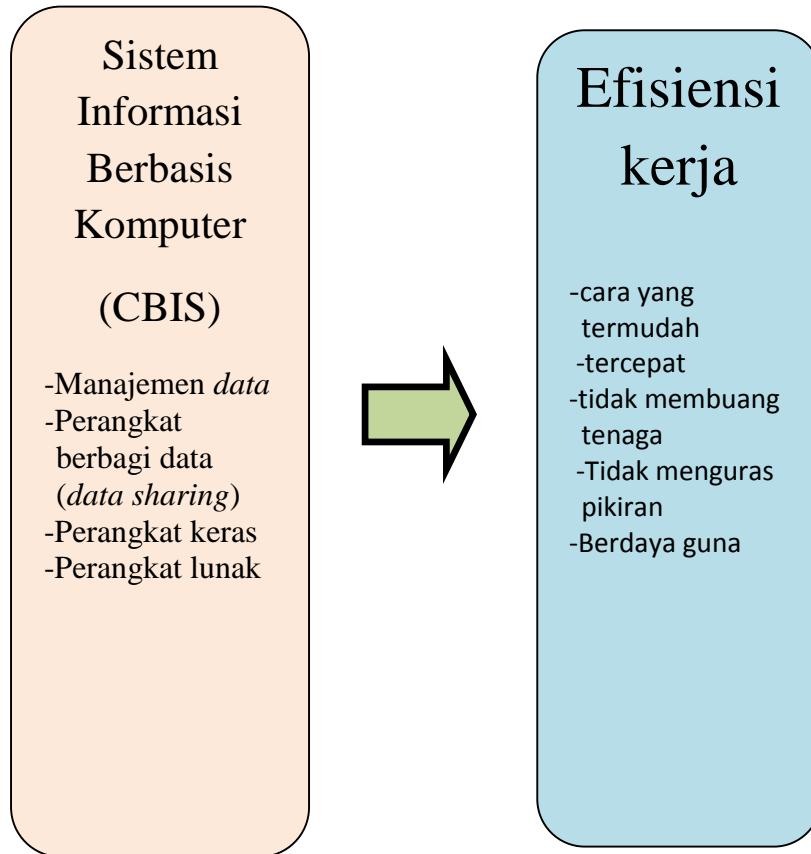 Sistem
Informasi
Berbasis
Komputer
(CBIS)
-Manajemen data
-Perangkat
berbagi data
(data sharing)
-Perangkat keras
-Perangkat lunak
Efisiensi
kerja
-cara yang
termudah
-tercepat
-tidak membuang
tenaga
-Tidak menguras
pikiran
-Berdaya guna